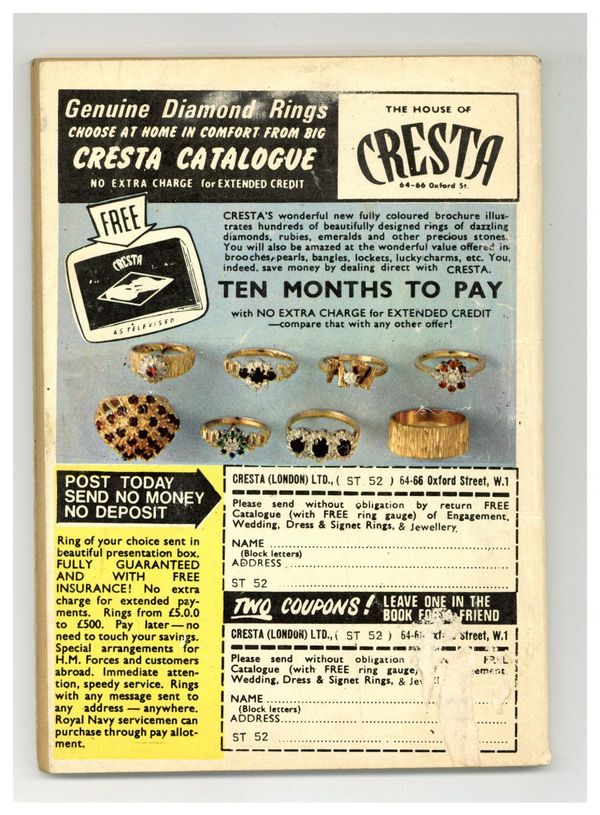 Genuine Diamond Rings
CHOOSE AT HOME IN COMFORT FROM BIG
CRESTA CATALOGUE
NO EXTRA CHARGE for EXTENDED CREDIT
THE HOUSE OF
CRESTA
64-66 Oxford St.
FREE
CRESTA
AS TELEVISED
CRESTA'S wonderful new fully coloured brochure illus-
trates hundreds of beautifully designed rings of dazzling
diamonds, rubies, emeralds and other precious stones.
You will also be amazed at the wonderful value offered in
brooches, pearls, bangles, lockets, lucky charms, etc. You,
indeed, save money by dealing direct with CRESTA.
TEN MONTHS TO PAY
with NO EXTRA CHARGE for EXTENDED CREDIT
—compare that with any other offer!
POST TODAY
SEND NO MONEY
NO DEPOSIT
Ring of your choice sent in
beautiful presentation box.
FULLY GUARANTEED
AND WITH FREE
INSURANCE! No extra
charge for extended pay-
ments. Rings from £5.0.0
to £500. Pay later—no
need to touch your savings.
Special arrangements for
H.M. Forces and customers
abroad. Immediate atten-
tion, speedy service. Rings
with any message sent to
any address — anywhere.
Royal Navy servicemen can
purchase through pay allot-
ment.
CRESTA (LONDON) LTD., ( ST. 52 ) 64-66 Oxford Street, W.1
Please send without obligation by return FREE
Catalogue (with FREE ring gauge) of Engagement,
Wedding, Dress & Signet Rings, & Jewellery.
NAME
(Block letters)
ADDRESS
ST 52
TWO COUPONS! LEAVE ONE IN THE
BOOK FOR A FRIEND
CRESTA (LONDON) LTD., ( ST 52 ) Street, W.1
Please send without obligation
Catalogue (with FREE ring gauge)
Wedding, Dress & Signet Rings, &
NAME
(Block letters)
ADDRESS
ST 52